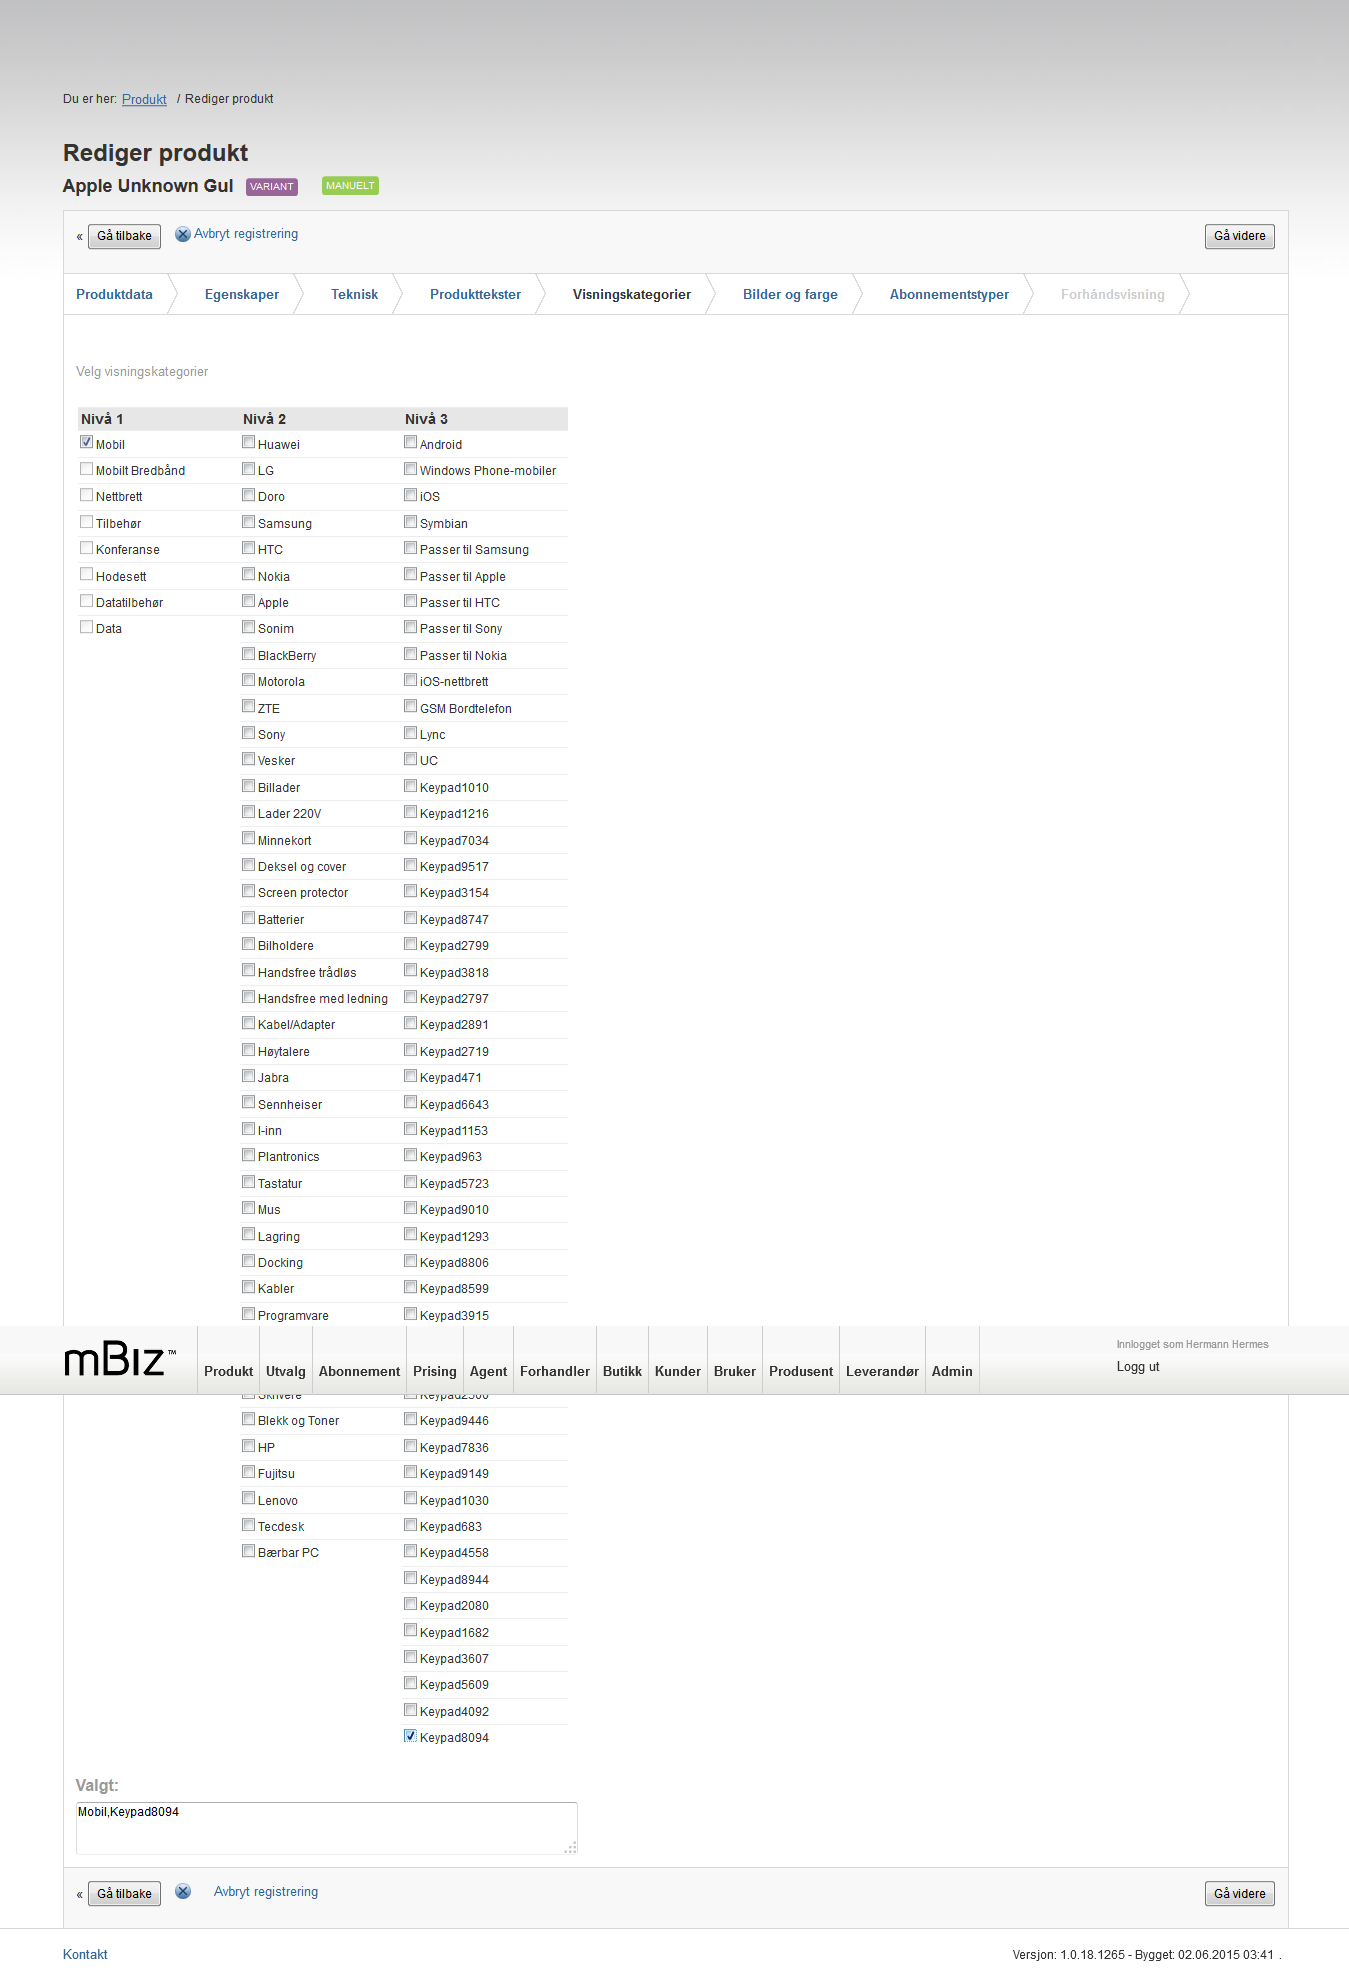 Du er her: Produkt / Rediger produkt
Rediger produkt
Apple Unknown Gul VARIANT MANUELT
« Gå tilbake Avbryt registrering Gå videre
Produktdata Egenskaper Teknisk Produkttekster Visningskategorier Bilder og farge Abonnementstyper Forhåndsvisning
Velg visningskategorier
Nivå 1 Nivå 2 Nivå 3
Mobil Huawei Android
Mobilt Bredbånd LG Windows Phone-mobiler
Nettbrett Doro iOS
Tilbehør Samsung Symbian
Konferanse HTC Passer til Samsung
Hodesett Nokia Passer til Apple
Datatilbehør Apple Passer til HTC
Data Sonim Passer til Sony
BlackBerry Passer til Nokia
Motorola iOS-nettbrett
ZTE GSM Bordtelefon
Sony Lync
Vesker UC
Billader Keypad1010
Lader 220V Keypad1216
Minnekort Keypad7034
Deksel og cover Keypad9517
Screen protector Keypad3154
Batterier Keypad8747
Bilholdere Keypad2799
Handsfree trådløs Keypad3818
Handsfree med ledning Keypad2797
Kabel/Adapter Keypad2891
Høytalere Keypad2719
Jabra Keypad471
Sennheiser Keypad6643
I-inn Keypad1153
Plantronics Keypad963
Tastatur Keypad5723
Mus Keypad9010
Lagring Keypad1293
Docking Keypad8806
Kabler Keypad8599
Programvare Keypad3915
mBiz™ Produkt Utvalg Abonnement Prising Agent Forhandler Butikk Kunder Bruker Produsent Leverandør Admin
Innlogget som Hermann Hermes
Logg ut
Skrivere
Blekk og Toner Keypad9446
HP Keypad7836
Fujitsu Keypad9149
Lenovo Keypad1030
Tecdesk Keypad683
Bærbar PC Keypad4558
Keypad8944
Keypad2080
Keypad1682
Keypad3607
Keypad5609
Keypad4092
Keypad8094
Valgt:
Mobil,Keypad8094
« Gå tilbake Avbryt registrering Gå videre
Kontakt Versjon: 1.0.18.1265 - Bygget: 02.06.2015 03:41 .